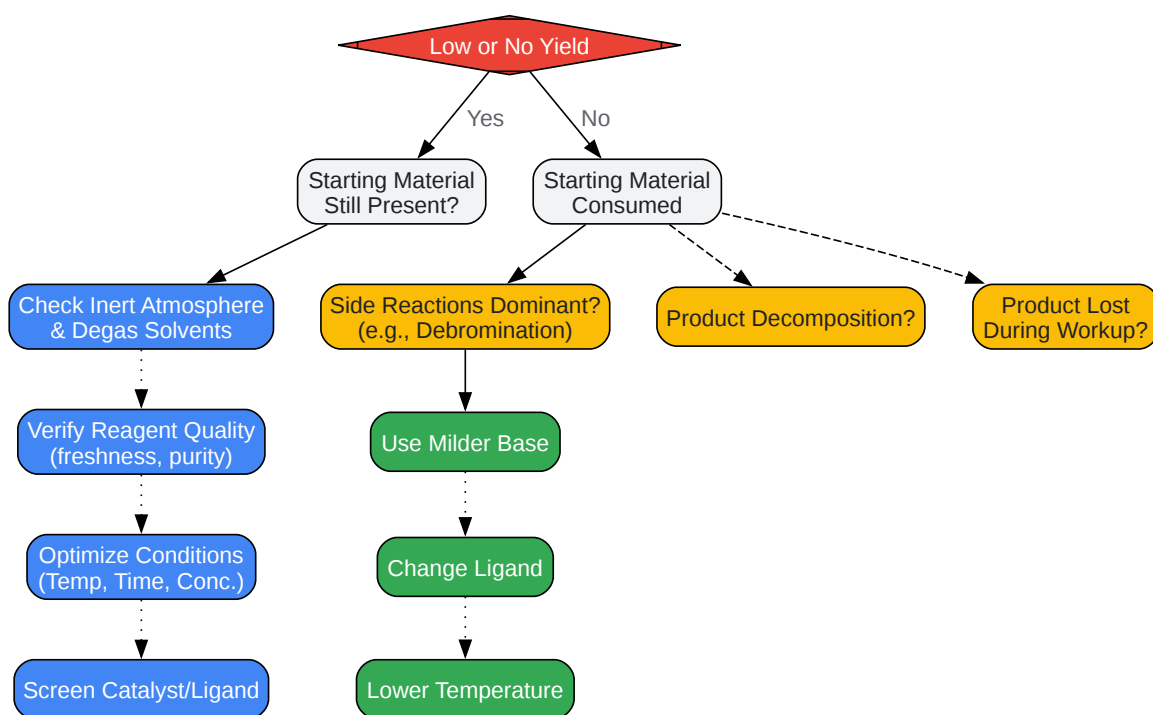 Low or No Yield
Yes
No
Starting Material
Still Present?
Starting Material
Consumed
Check Inert Atmosphere
& Degas Solvents
Side Reactions Dominant?
(e.g., Debromination)
Product Decomposition?
Product Lost
During Workup?
Verify Reagent Quality
(freshness, purity)
Use Milder Base
Optimize Conditions
(Temp, Time, Conc.)
Change Ligand
Screen Catalyst/Ligand
Lower Temperature